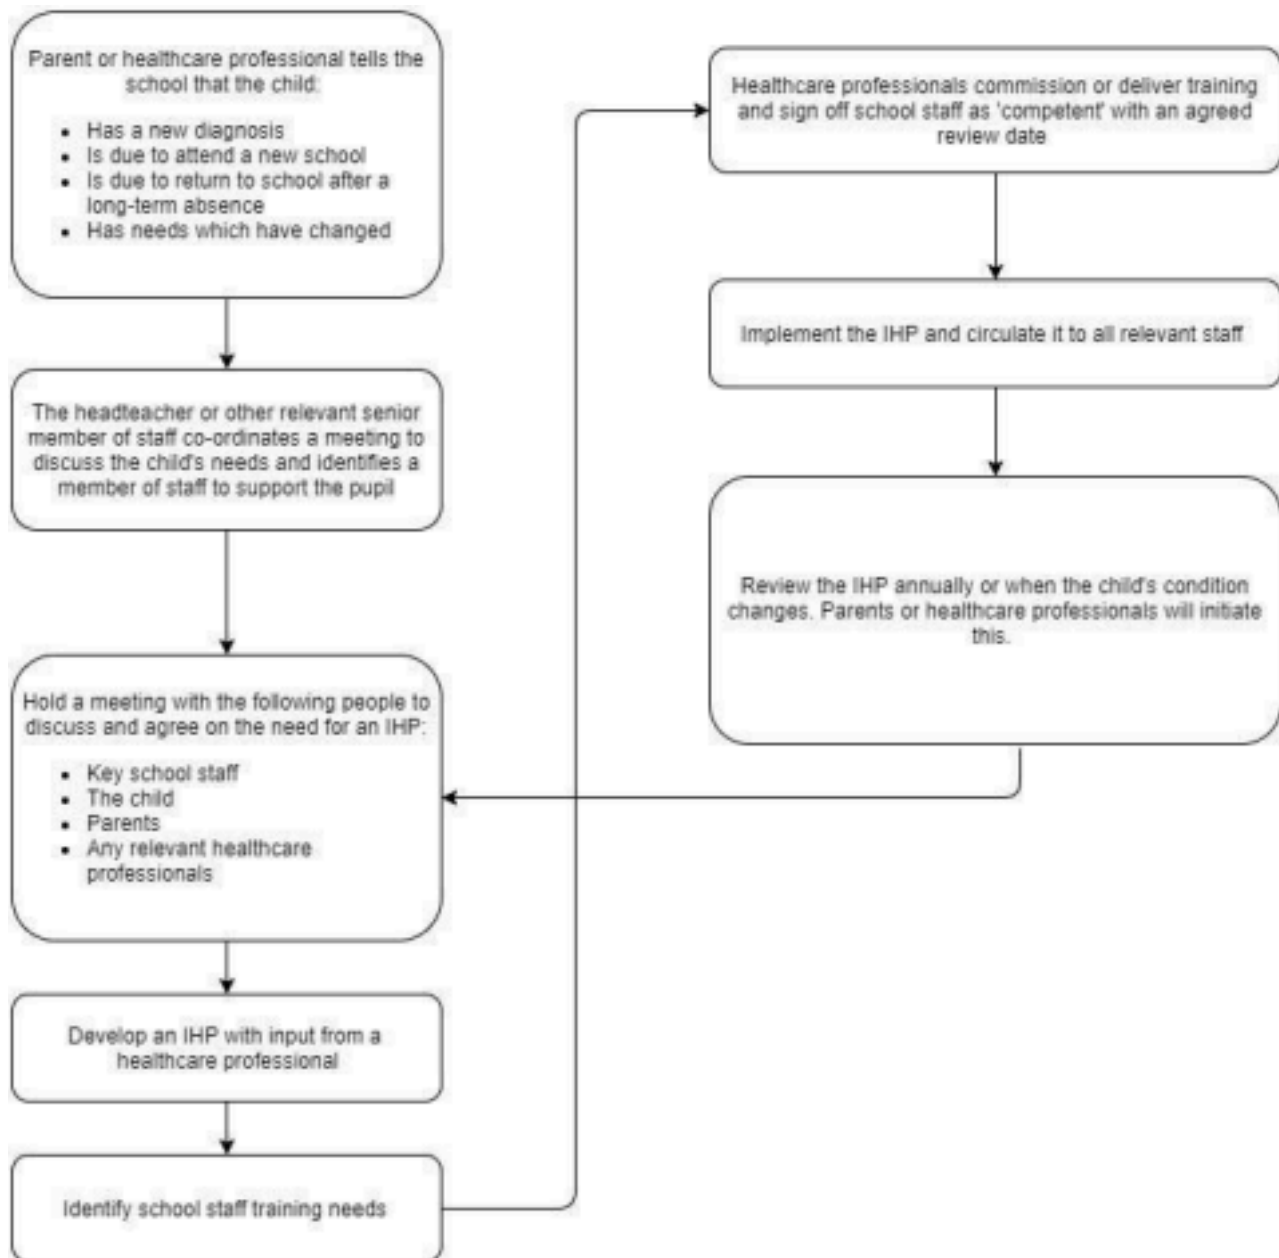 Parent or healthcare professional tells the
school that the child:
• Has a new diagnosis
• Is due to attend a new school
• Is due to return to school after a
long-term absence
• Has needs which have changed
The headteacher or other relevant senior
member of staff co-ordinates a meeting to
discuss the child's needs and identifies a
member of staff to support the pupil
Hold a meeting with the following people to
discuss and agree on the need for an IHP:
• Key school staff
• The child
• Parents
• Any relevant healthcare
professionals
Develop an IHP with input from a
healthcare professional
Identify school staff training needs
Healthcare professionals commission or deliver training
and sign off school staff as 'competent' with an agreed
review date
Implement the IHP and circulate it to all relevant staff
Review the IHP annually or when the child's condition
changes. Parents or healthcare professionals will initiate
this.